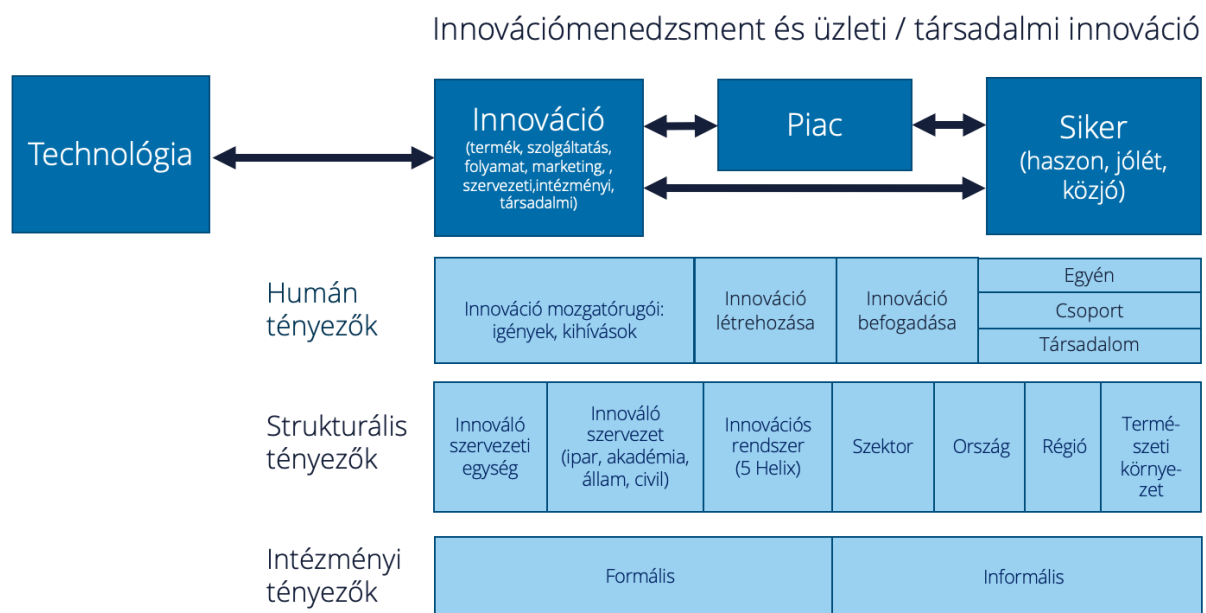 Innovációmenedzsment és üzleti / társadalmi innováció
Technológia
Innováció
(termék, szolgáltatás,
folyamat, marketing, ,
szervezeti,intézményi,
társadalmi)
Piac
Siker
(haszon, jólét,
közjó)
Humán
tényezők
Innováció mozgatórugói:
igények, kihívások
Innováció
létrehozása
Innováció
befogadása
Egyén
Csoport
Társadalom
Strukturális
tényezők
Innováló
szervezeti
egység
Innováló
szervezet
(ipar, akadémia,
állam, civil)
Innovációs
rendszer
(5 Helix)
Szektor
Ország
Régió
Termé-
szeti
környe-
zet
Intézményi
tényezők
Formális
Informális